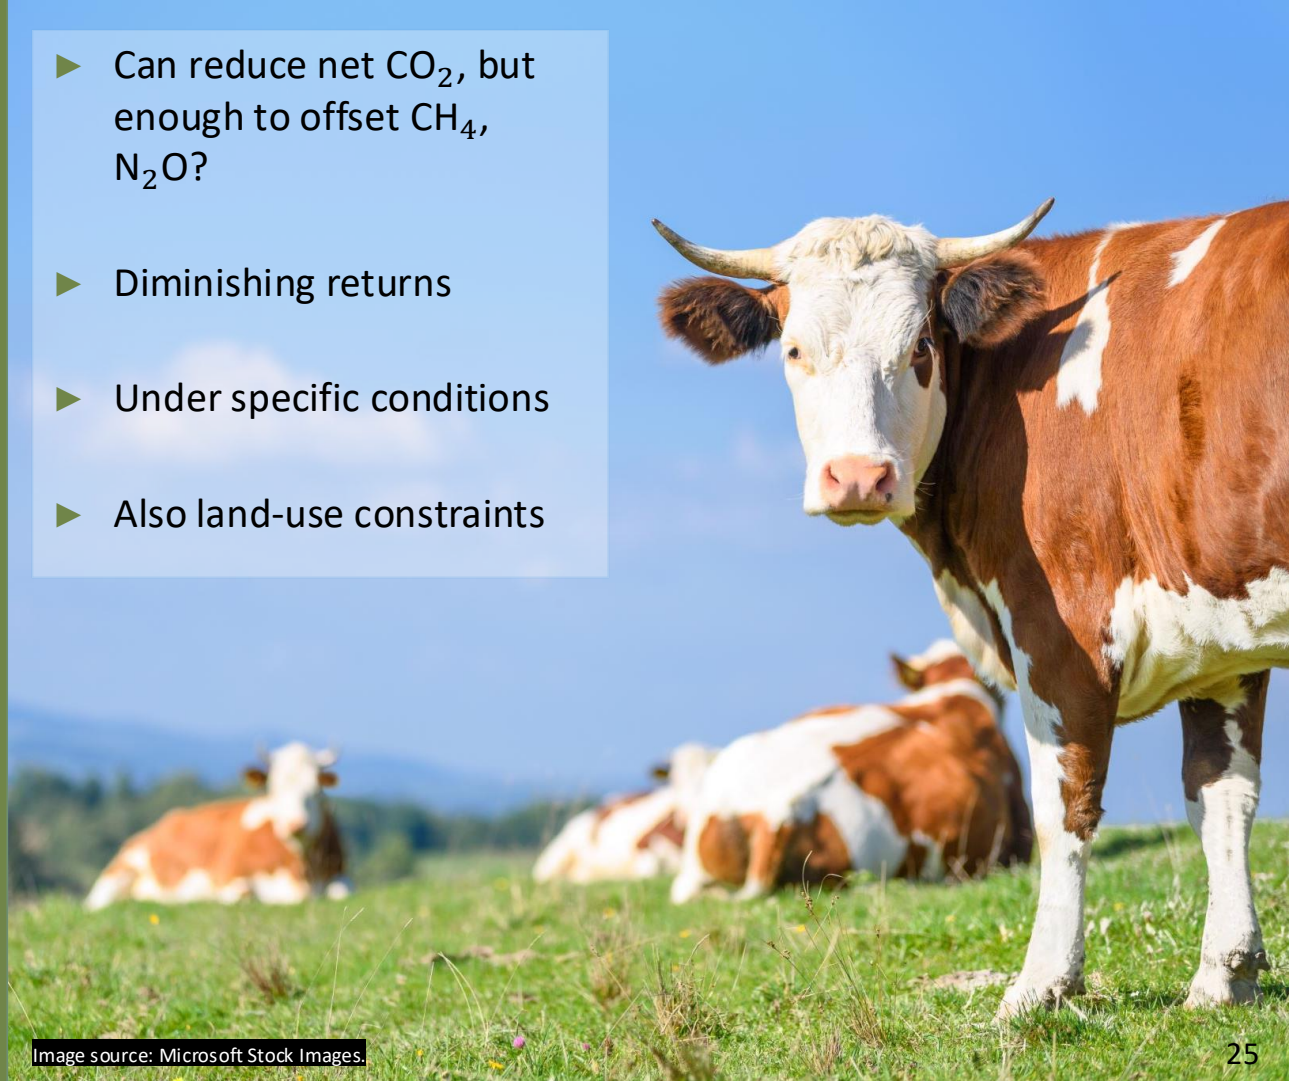 ► Can reduce net CO₂, but
enough to offset CH₄,
N₂O?
► Diminishing returns
► Under specific conditions
► Also land-use constraints
Image source: Microsoft Stock Images.
25